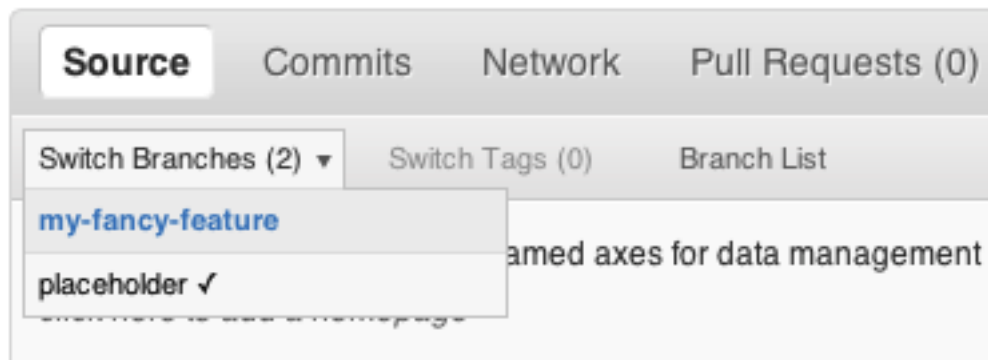 Source Commits Network Pull Requests (0)
Switch Branches (2) ▼ Switch Tags (0) Branch List
my-fancy-feature
amed axes for data management
placeholder ✓